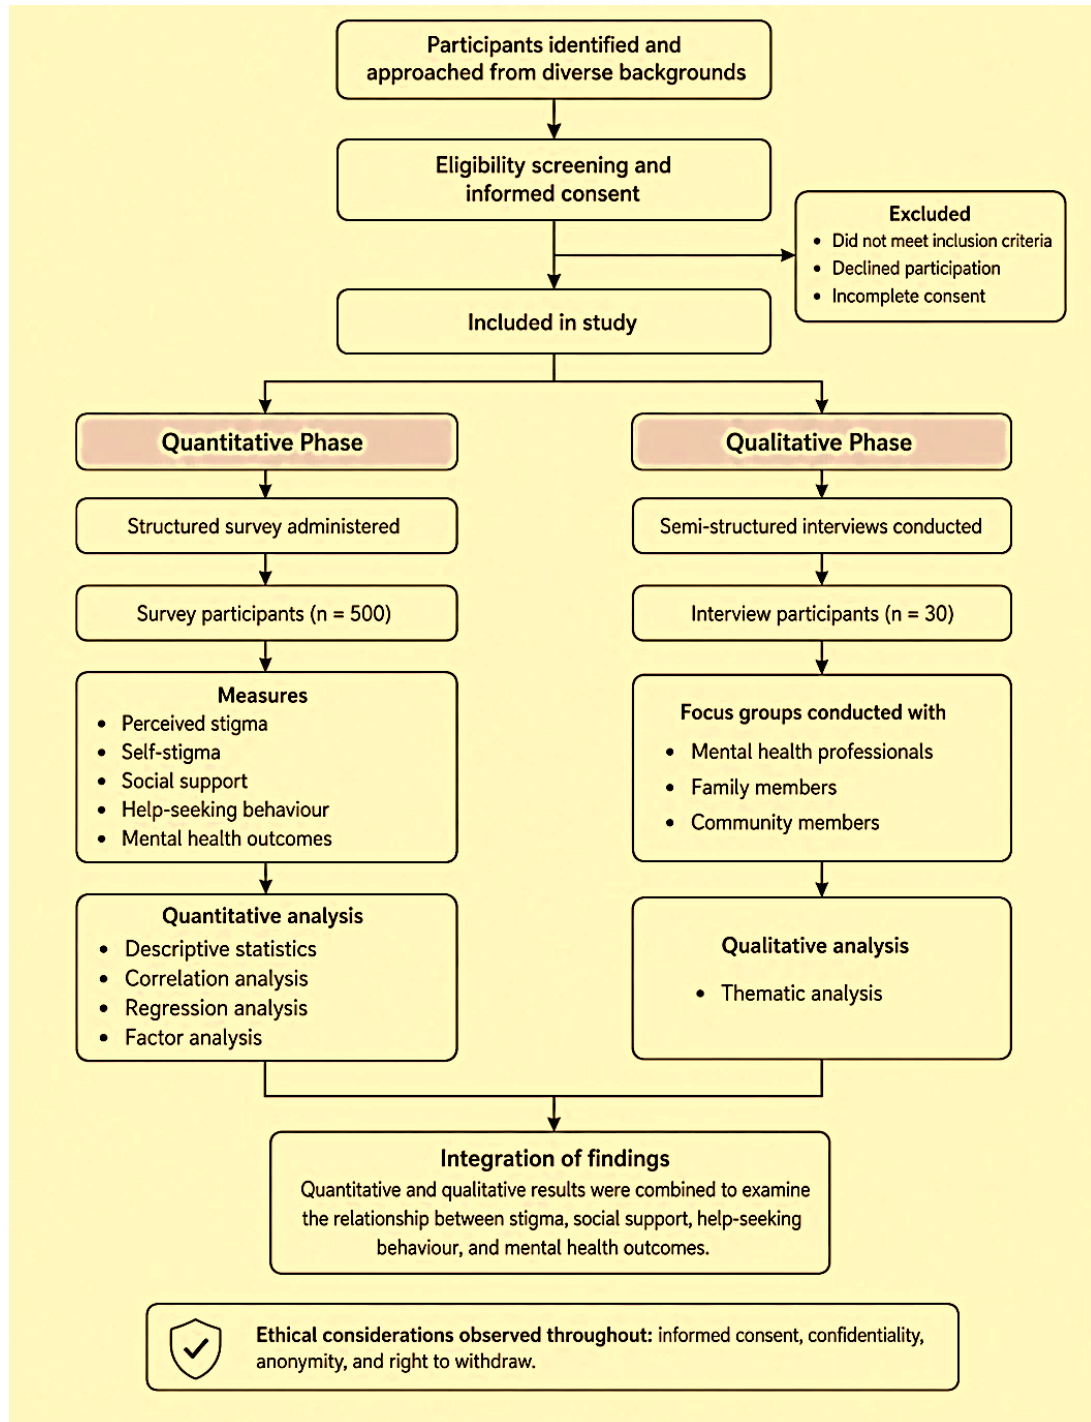 Participants identified and
approached from diverse backgrounds
Eligibility screening and
informed consent
Excluded
• Did not meet inclusion criteria
• Declined participation
• Incomplete consent
Included in study
Quantitative Phase
Structured survey administered
Survey participants (n = 500)
Measures
• Perceived stigma
• Self-stigma
• Social support
• Help-seeking behaviour
• Mental health outcomes
Quantitative analysis
• Descriptive statistics
• Correlation analysis
• Regression analysis
• Factor analysis
Qualitative Phase
Semi-structured interviews conducted
Interview participants (n = 30)
Focus groups conducted with
• Mental health professionals
• Family members
• Community members
Qualitative analysis
• Thematic analysis
Integration of findings
Quantitative and qualitative results were combined to examine
the relationship between stigma, social support, help-seeking
behaviour, and mental health outcomes.
Ethical considerations observed throughout: informed consent, confidentiality,
anonymity, and right to withdraw.